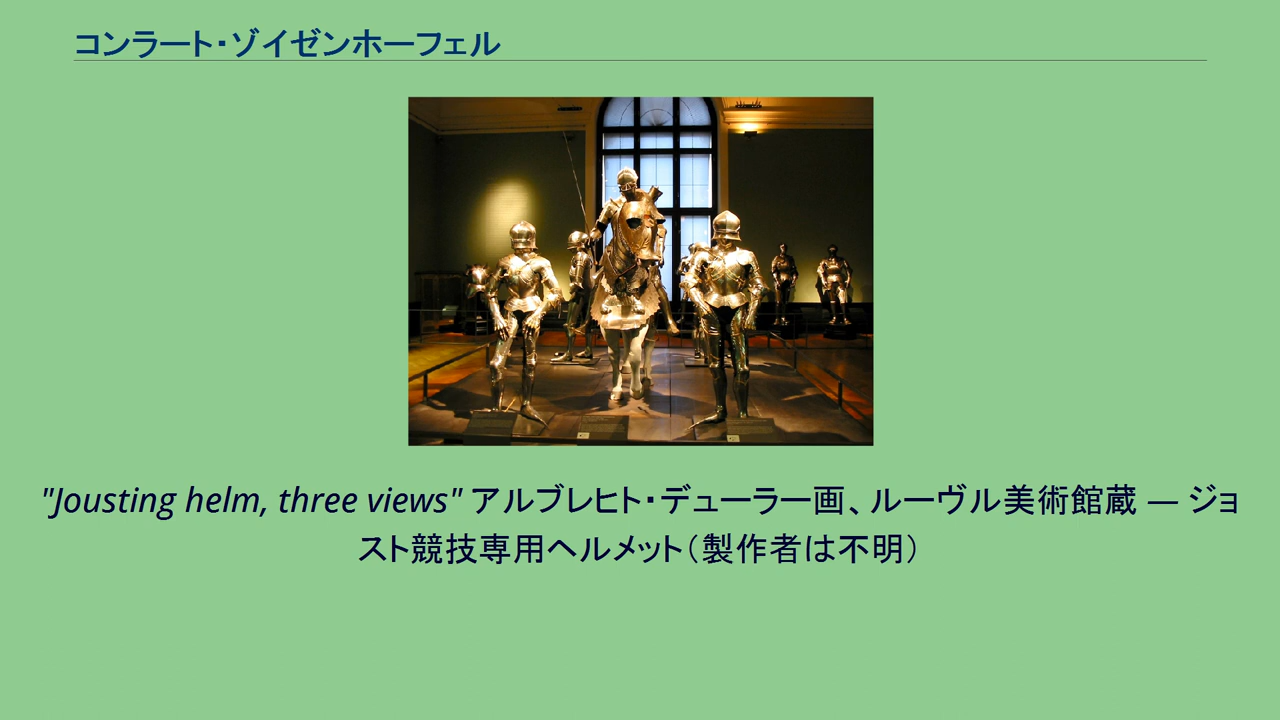 コンラート・ゾイゼンホーフェル
"Jousting helm, three views" アルブレヒト・デューラー画、ルーヴル美術館蔵 — ジョ
スト競技専用ヘルメット（製作者は不明）